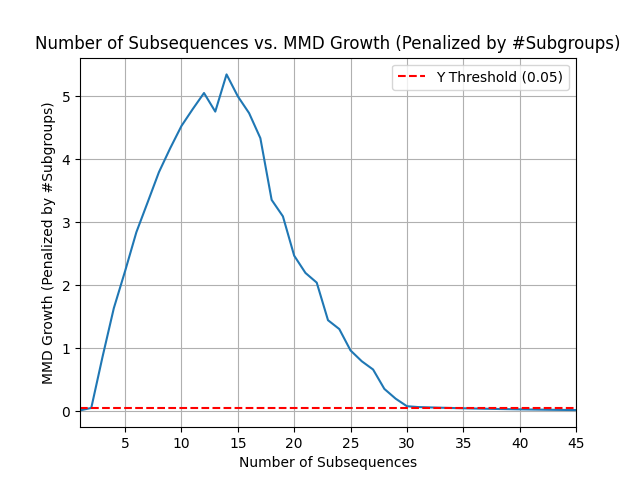 Number of Subsequences vs. MMD Growth (Penalized by #Subgroups)
Y Threshold (0.05)
MMD Growth (Penalized by #Subgroups)
5
4
3
2
1
0
5 10 15 20 25 30 35 40 45
Number of Subsequences